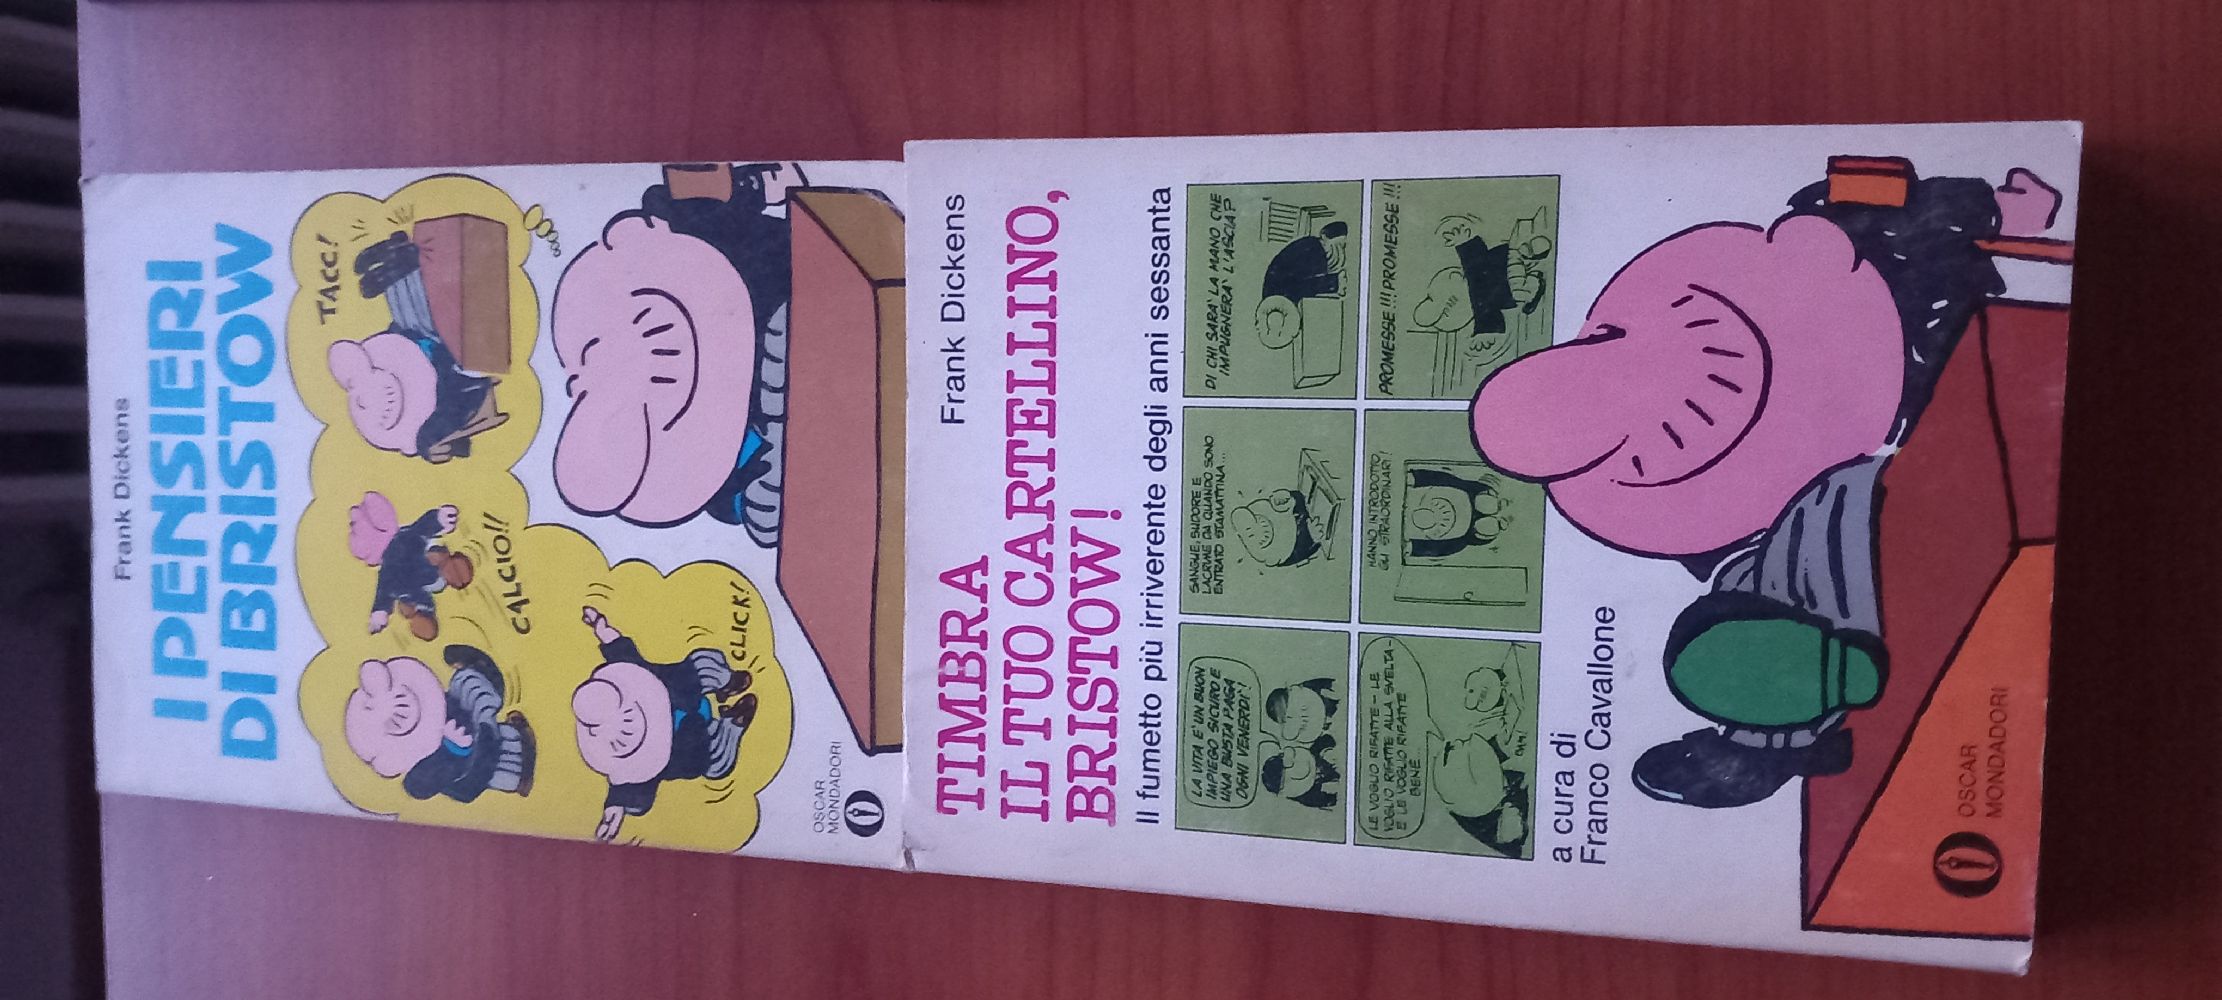 Frank Dickens
I PENSIERI
DI BRISTOW
TACC!
CALCIO!!
CLICK!
OSCAR
MONDADORI
Frank Dickens
TIMBRA
IL TUO CARTELLINO,
BRISTOW!
Il fumetto più irriverente degli anni sessanta
LA VITA E' UN BUON
IMPIEGO SICURO E
UNA BUSTA PAGA
OGNI VENERDI'!
SANGUE, SUDORE E
LACRIME DA QUANDO SONO
ENTRATO STAMATTINA...
DI CHI SARA' LA MANO CHE
IMPUGNERA' L'ASCIA?
LE VOGLIO RIFATTE - LE
VOGLIO RIFATTE ALLA SVELTA -
E LE VOGLIO RIFATTE
BENE...
HANNO INTRODOTTO
GLI STRAORDINARI!
PROMESSE!!! PROMESSE!!!
a cura di
Franco Cavallone
OSCAR
MONDADORI